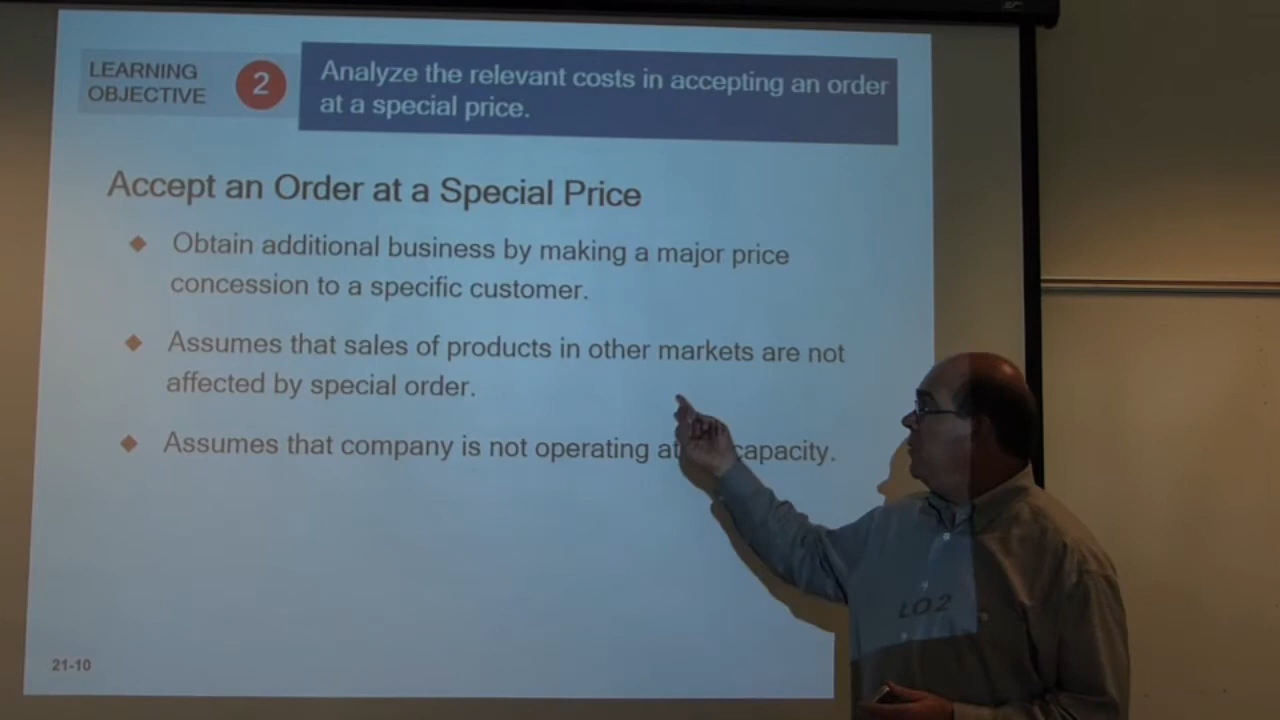 LEARNING
OBJECTIVE
2
Analyze the relevant costs in accepting an order
at a special price.
Accept an Order at a Special Price
Obtain additional business by making a major price
concession to a specific customer.
Assumes that sales of products in other markets are not
affected by special order.
Assumes that company is not operating at capacity.
LO2
21-10